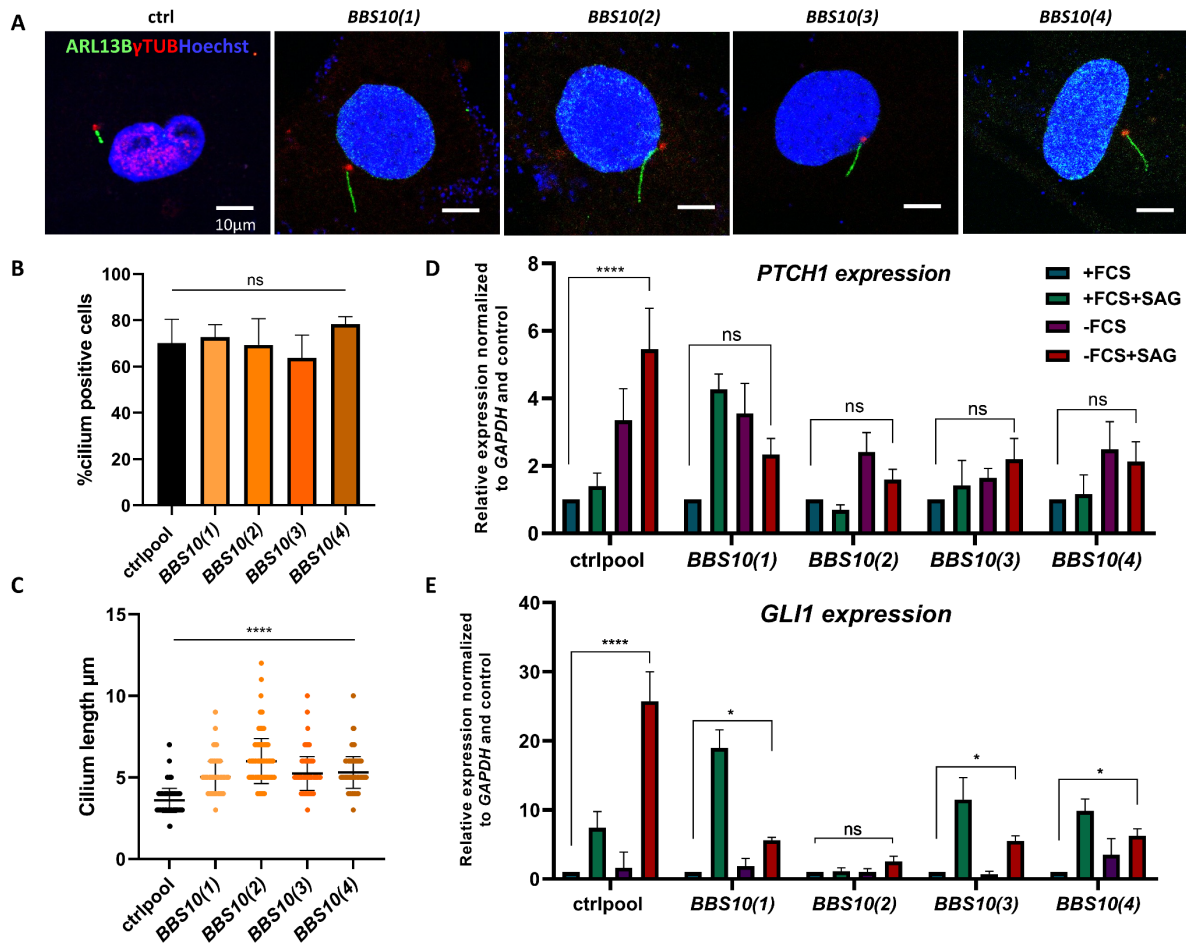 A
ctrl
BBS10(1)
BBS10(2)
BBS10(3)
BBS10(4)
ARL13BγTUBHoechst
10μm
B
%cilium positive cells
100
80
60
40
20
0
ns
ctrlpool
BBS10(1)
BBS10(2)
BBS10(3)
BBS10(4)
C
Cilium length μm
15
10
5
0
****
ctrlpool
BBS10(1)
BBS10(2)
BBS10(3)
BBS10(4)
D
PTCH1 expression
Relative expression normalized
to GAPDH and control
8
6
4
2
0
****
ns
ns
ns
ns
+FCS
+FCS+SAG
-FCS
-FCS+SAG
ctrlpool
BBS10(1)
BBS10(2)
BBS10(3)
BBS10(4)
E
GLI1 expression
Relative expression normalized
to GAPDH and control
40
30
20
10
0
****
*
ns
*
*
ctrlpool
BBS10(1)
BBS10(2)
BBS10(3)
BBS10(4)